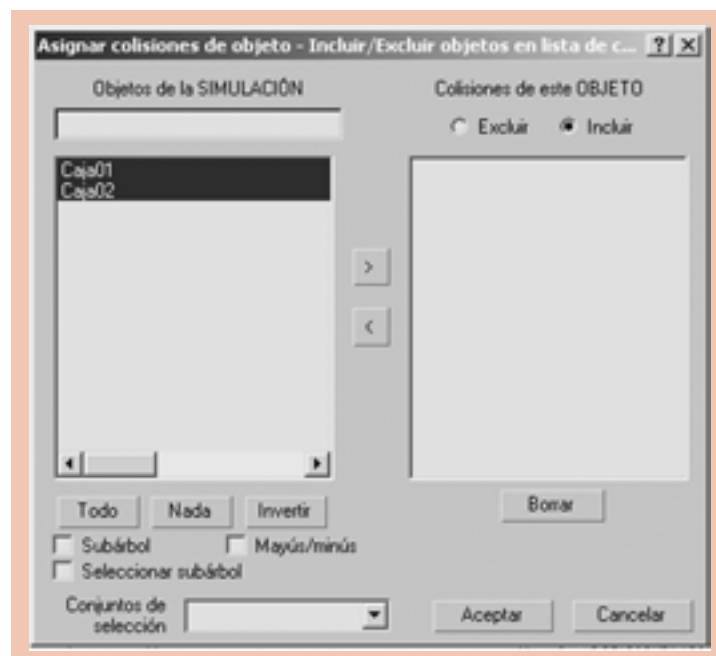 Asignar colisiones de objeto - Incluir/Excluir objetos en lista de c...
Objetos de la SIMULACIÓN
Colisiones de este OBJETO
Excluir
Incluir
Caja01
Caja02
>
<
Todo
Nada
Invertir
Borrar
Subárbol
Mayús/minús
Seleccionar subárbol
Conjuntos de
selección
Aceptar
Cancelar